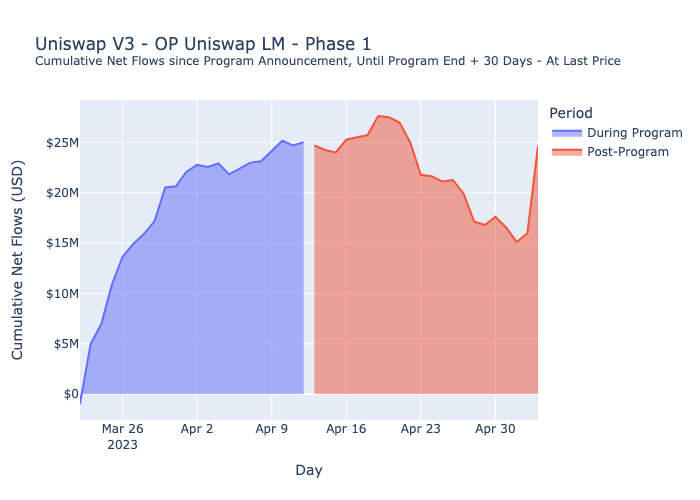 Uniswap V3 - OP Uniswap LM - Phase 1
Cumulative Net Flows since Program Announcement, Until Program End + 30 Days - At Last Price
Period
During Program
Post-Program
Cumulative Net Flows (USD)
$25M
$20M
$15M
$10M
$5M
$0
Mar 26
2023
Apr 2
Apr 9
Apr 16
Apr 23
Apr 30
Day